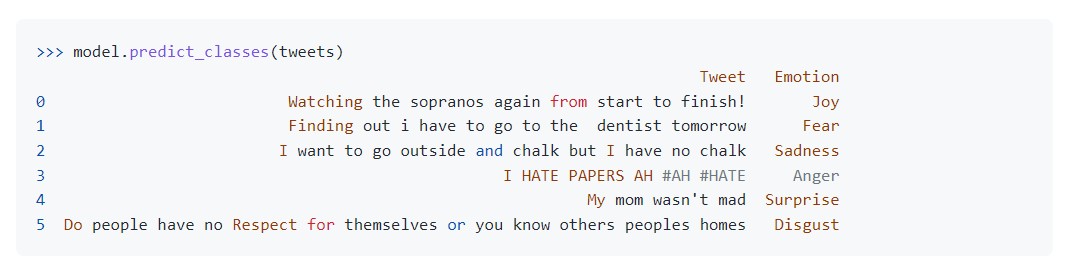 >>> model.predict_classes(tweets)
Tweet Emotion
0 Watching the sopranos again from start to finish! Joy
1 Finding out i have to go to the  dentist tomorrow Fear
2 I want to go outside and chalk but I have no chalk Sadness
3 I HATE PAPERS AH #AH #HATE Anger
4 My mom wasn't mad Surprise
5 Do people have no Respect for themselves or you know others peoples homes Disgust